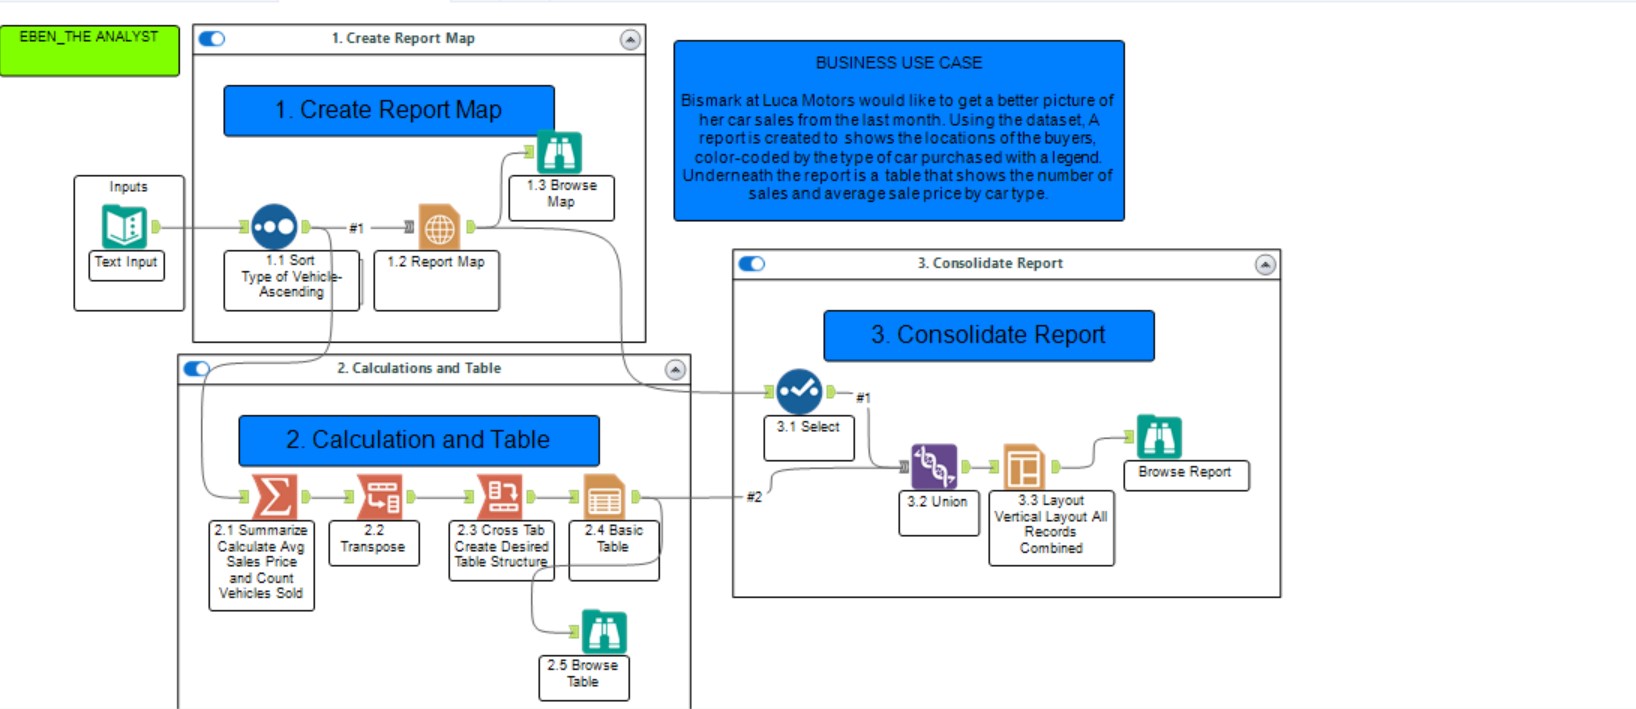 EBEN_THE ANALYST
1. Create Report Map
1. Create Report Map
BUSINESS USE CASE
Bismark at Luca Motors would like to get a better picture of
her car sales from the last month. Using the dataset, A
report is created to shows the locations of the buyers,
color-coded by the type of car purchased with a legend.
Underneath the report is a table that shows the number of
sales and average sale price by car type.
Inputs
Text Input
1.1 Sort
Type of Vehicle-
Ascending
#1
1.2 Report Map
1.3 Browse
Map
2. Calculations and Table
2. Calculation and Table
2.1 Summarize
Calculate Avg
Sales Price
and Count
Vehicles Sold
2.2
Transpose
2.3 Cross Tab
Create Desired
Table Structure
2.4 Basic
Table
2.5 Browse
Table
3. Consolidate Report
3. Consolidate Report
3.1 Select
#1
#2
3.2 Union
3.3 Layout
Vertical Layout All
Records
Combined
Browse Report